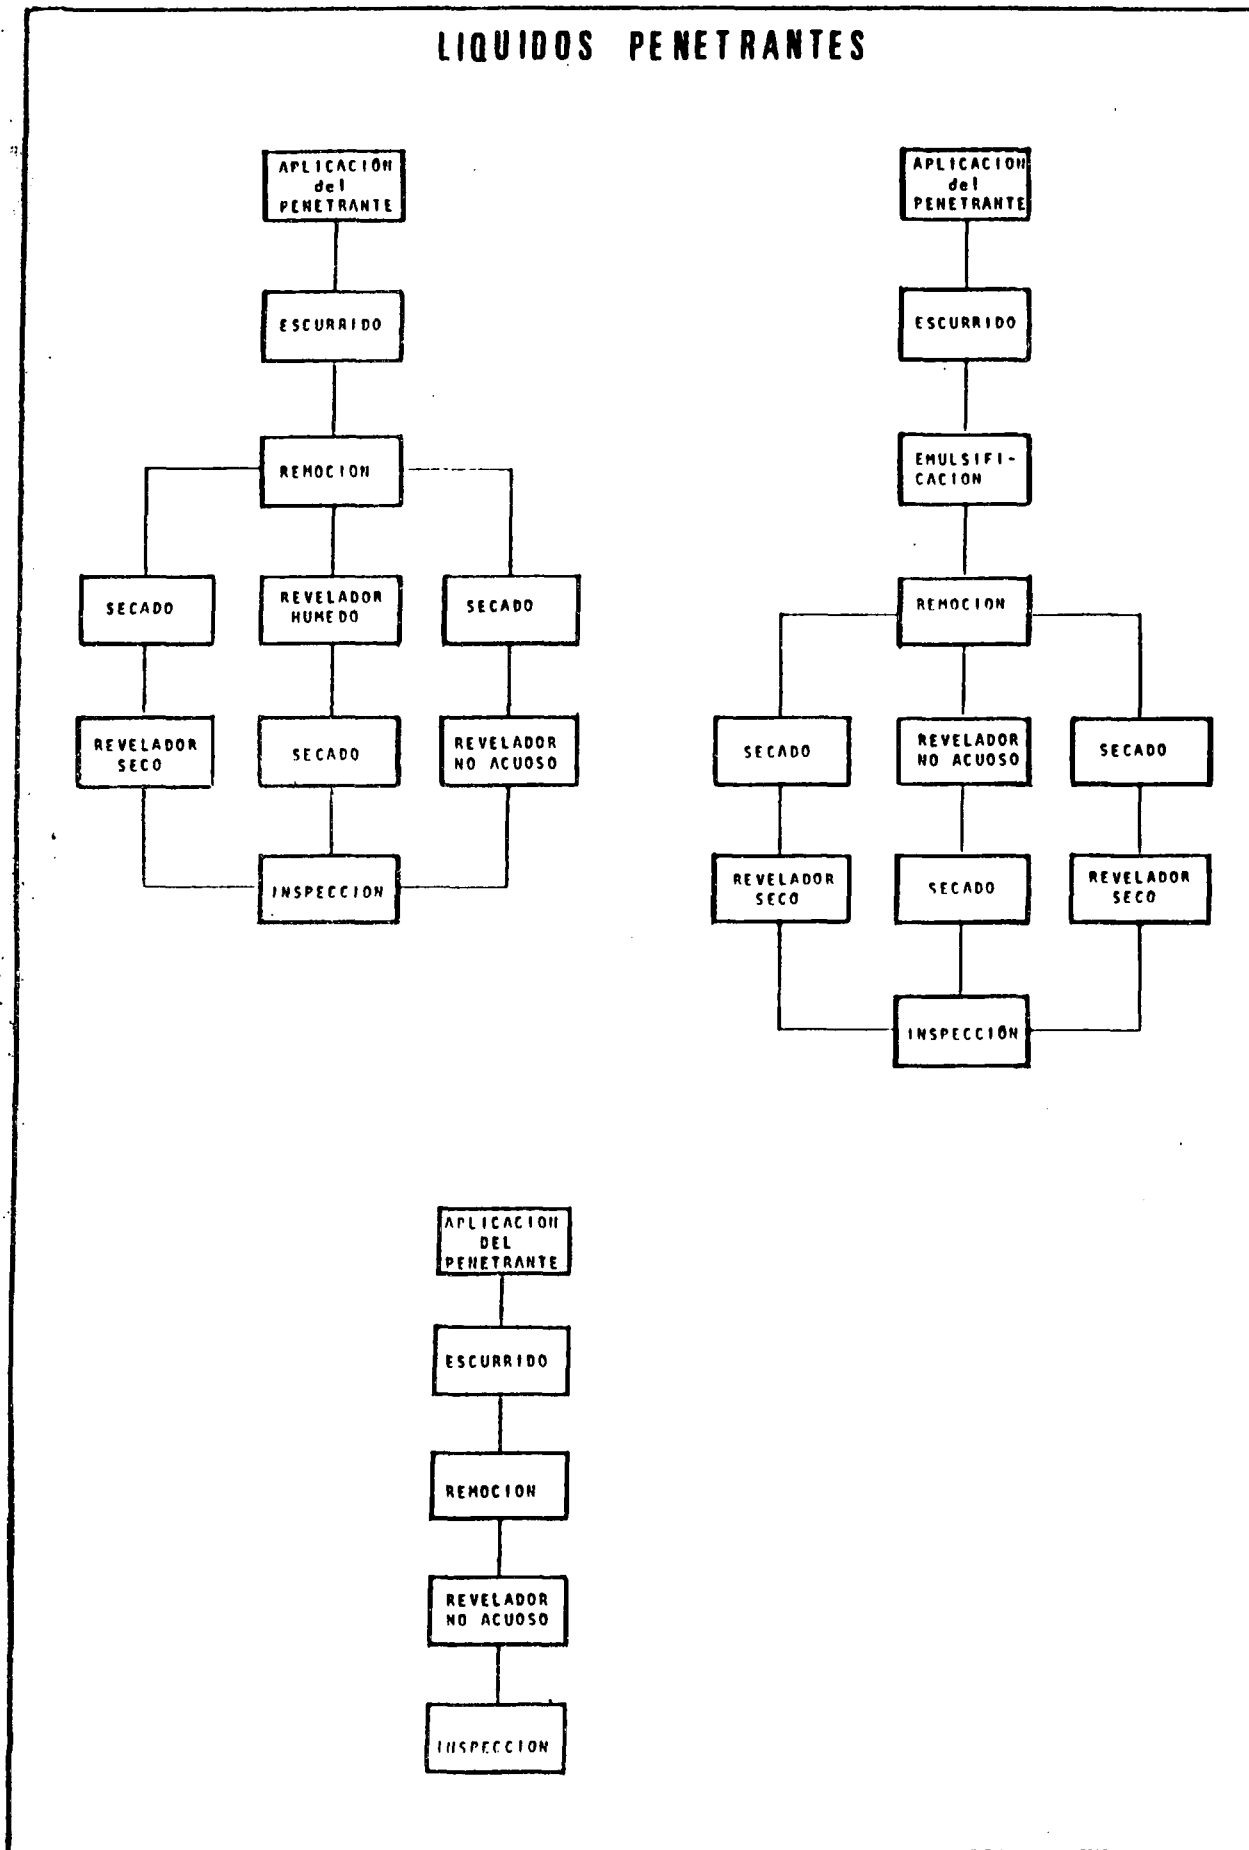 LIQUIDOS PENETRANTES
APLICACIÓN
del
PENETRANTE
ESCURRIDO
REMOCION
SECADO
REVELADOR
HUMEDO
SECADO
REVELADOR
SECO
SECADO
REVELADOR
NO ACUOSO
INSPECCION
APLICACION
del
PENETRANTE
ESCURRIDO
EMULSIFI-
CACION
REMOCION
SECADO
REVELADOR
NO ACUOSO
SECADO
REVELADOR
SECO
SECADO
REVELADOR
SECO
INSPECCIÓN
APLICACION
DEL
PENETRANTE
ESCURRIDO
REMOCION
REVELADOR
NO ACUOSO
INSPECCION